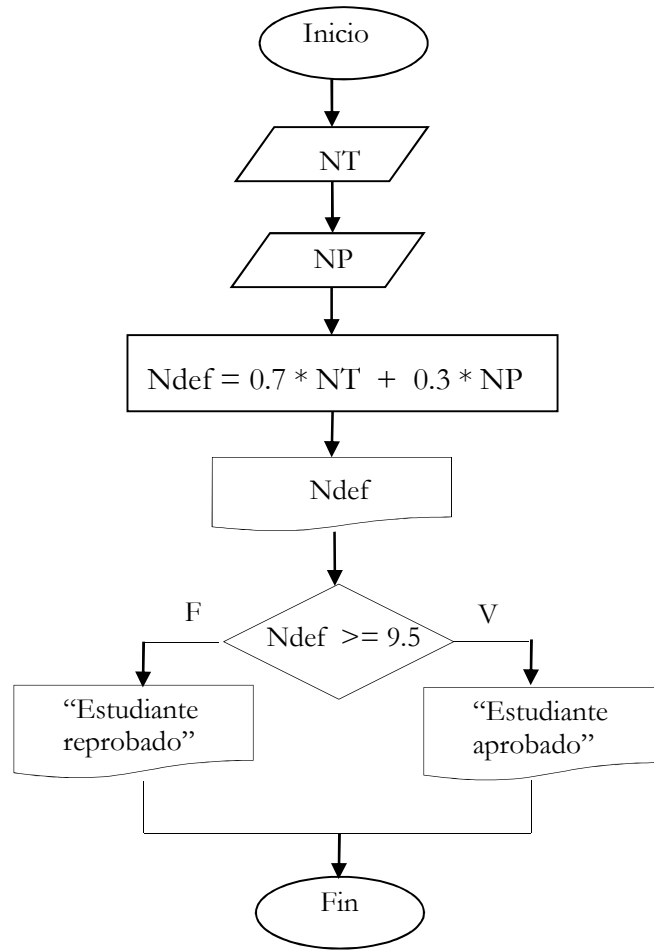 Inicio
NT
NP
Ndef = 0.7 * NT + 0.3 * NP
Ndef
F
V
Ndef >= 9.5
“Estudiante
reprobado”
“Estudiante
aprobado”
Fin